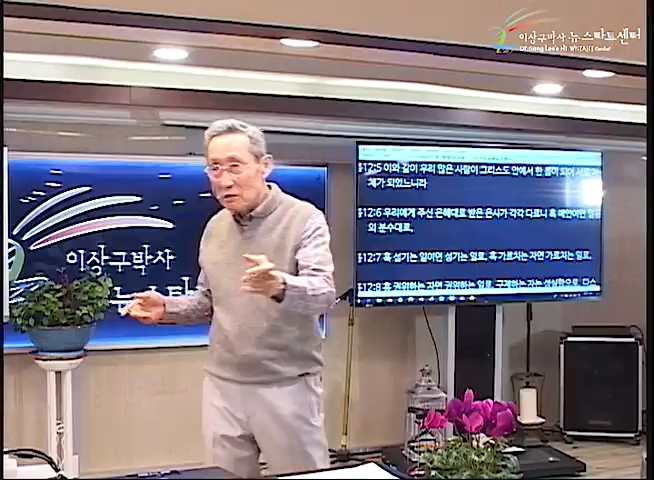 이상구박사 뉴스타트센터
Dr.Sang Lee's NEWSTART Center
12:5 이와 같이 우리 많은 사람이 그리스도 안에서 한 몸이 되어 서로
체가 되었느니라
12:6 우리에게 주신 은혜대로 받은 은사가 각각 다르니 혹 예언이면
의 분수대로,
12:7 혹 섬기는 일이면 섬기는 일로, 혹 가르치는 자면 가르치는 일로,
12:8 혹 권위하는 자면 권위하는 일로, 구제하는 자는 성실함으로, 다스
이상구박사
뉴스타